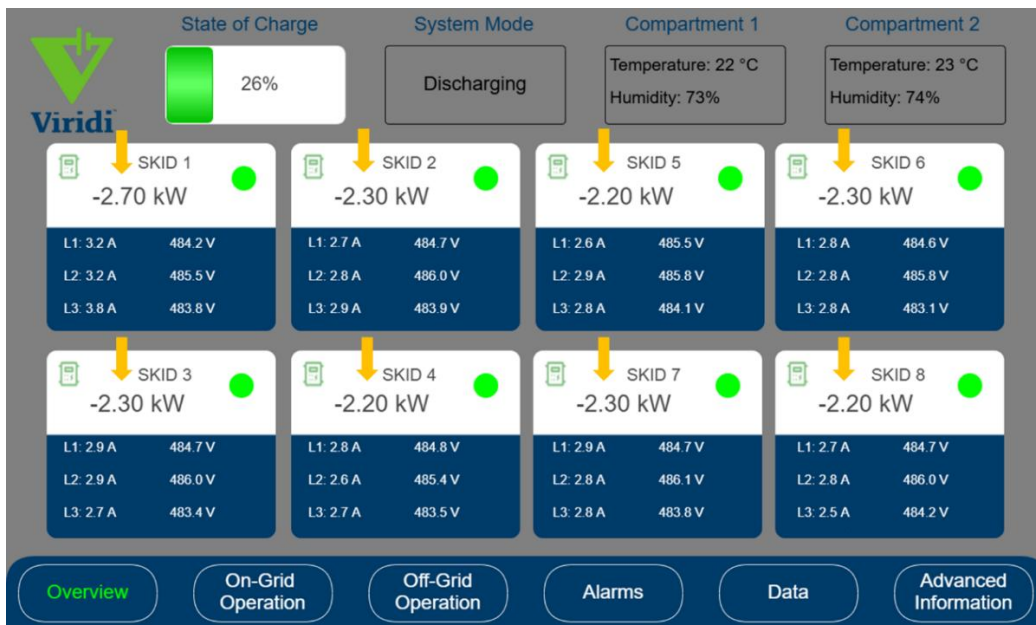 State of Charge
System Mode
Compartment 1
Compartment 2
Viridi
26%
Discharging
Temperature: 22 °C
Humidity: 73%
Temperature: 23 °C
Humidity: 74%
SKID 1
-2.70 kW
L1: 3.2 A 484.2 V
L2: 3.2 A 485.5 V
L3: 3.8 A 483.8 V
SKID 2
-2.30 kW
L1: 2.7 A 484.7 V
L2: 2.8 A 486.0 V
L3: 2.9 A 483.9 V
SKID 5
-2.20 kW
L1: 2.6 A 485.5 V
L2: 2.9 A 485.8 V
L3: 2.8 A 484.1 V
SKID 6
-2.30 kW
L1: 2.8 A 484.6 V
L2: 2.8 A 485.8 V
L3: 2.8 A 483.1 V
SKID 3
-2.30 kW
L1: 2.9 A 484.7 V
L2: 2.9 A 486.0 V
L3: 2.7 A 483.4 V
SKID 4
-2.20 kW
L1: 2.8 A 484.8 V
L2: 2.6 A 485.4 V
L3: 2.7 A 483.5 V
SKID 7
-2.30 kW
L1: 2.9 A 484.7 V
L2: 2.8 A 486.1 V
L3: 2.8 A 483.8 V
SKID 8
-2.20 kW
L1: 2.7 A 484.7 V
L2: 2.8 A 486.0 V
L3: 2.5 A 484.2 V
Overview
On-Grid
Operation
Off-Grid
Operation
Alarms
Data
Advanced
Information